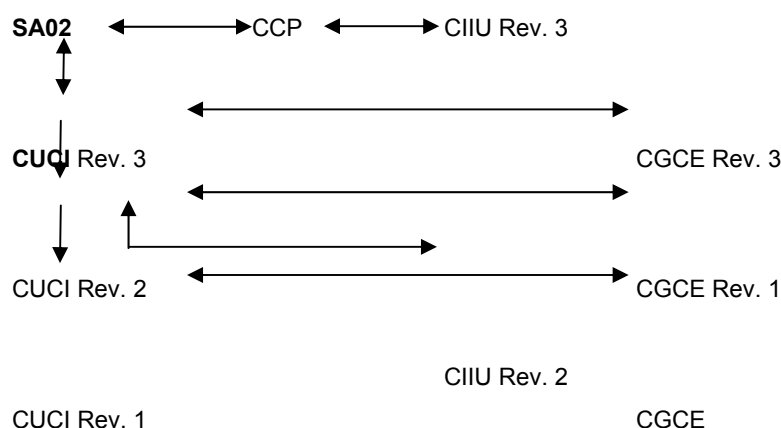 SA02 CCP CIIU Rev. 3
CUCI Rev. 3 CGCE Rev. 3
CUCI Rev. 2 CGCE Rev. 1
CIIU Rev. 2
CUCI Rev. 1 CGCE